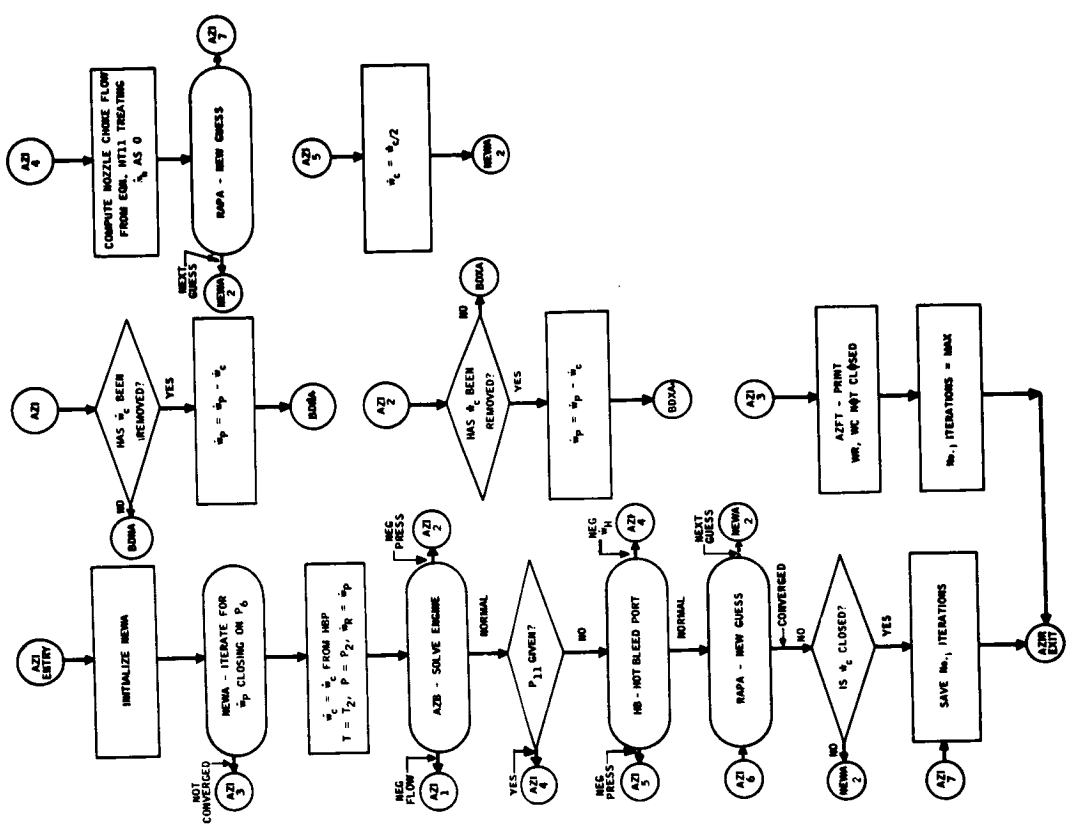 AZI
ENTRY
INITIALIZE NEWA
NEWA - ITERATE FOR
ẇp CLOSING ON P6
NOT
CONVERGED
AZI
3
ẇc = ẇc FROM HBP
T = T2, P = P2, ẇR = ẇP
AZB - SOLVE ENGINE
NEG
FLOW
AZI
1
NEG
PRESS
AZI
2
NORMAL
P11 GIVEN?
YES
AZI
4
NO
HB-HOT BLEED PORT
NEG
PRESS
AZI
5
NEG
ẇH
AZI
4
NORMAL
RAPA - NEW GUESS
AZI
6
NEXT
GUESS
NEWA
2
CONVERGED
NO
IS ẇc CLOSED?
NO
NEWA
2
YES
SAVE No., ITERATIONS
AZI
7
AZIR
EXIT
AZI
HAS ẇc BEEN
REMOVED?
NO
BDNA
YES
ẇp = ẇp - ẇc
BDNA
AZI
2
HAS ẇc BEEN
REMOVED?
NO
BOXA
YES
ẇp = ẇp - ẇc
BOXA
AZI
3
AZFT - PRINT
WR, WC NOT CLOSED
No., ITERATIONS = MAX
AZI
4
COMPUTE NOZZLE CHOKE FLOW
FROM EQN. HT11 TREATING
AS 0
RAPA - NEW GUESS
NEXT
GUESS
NEWA
2
AZI
7
AZI
5
ẇc = ẇc/2
NEWA
2